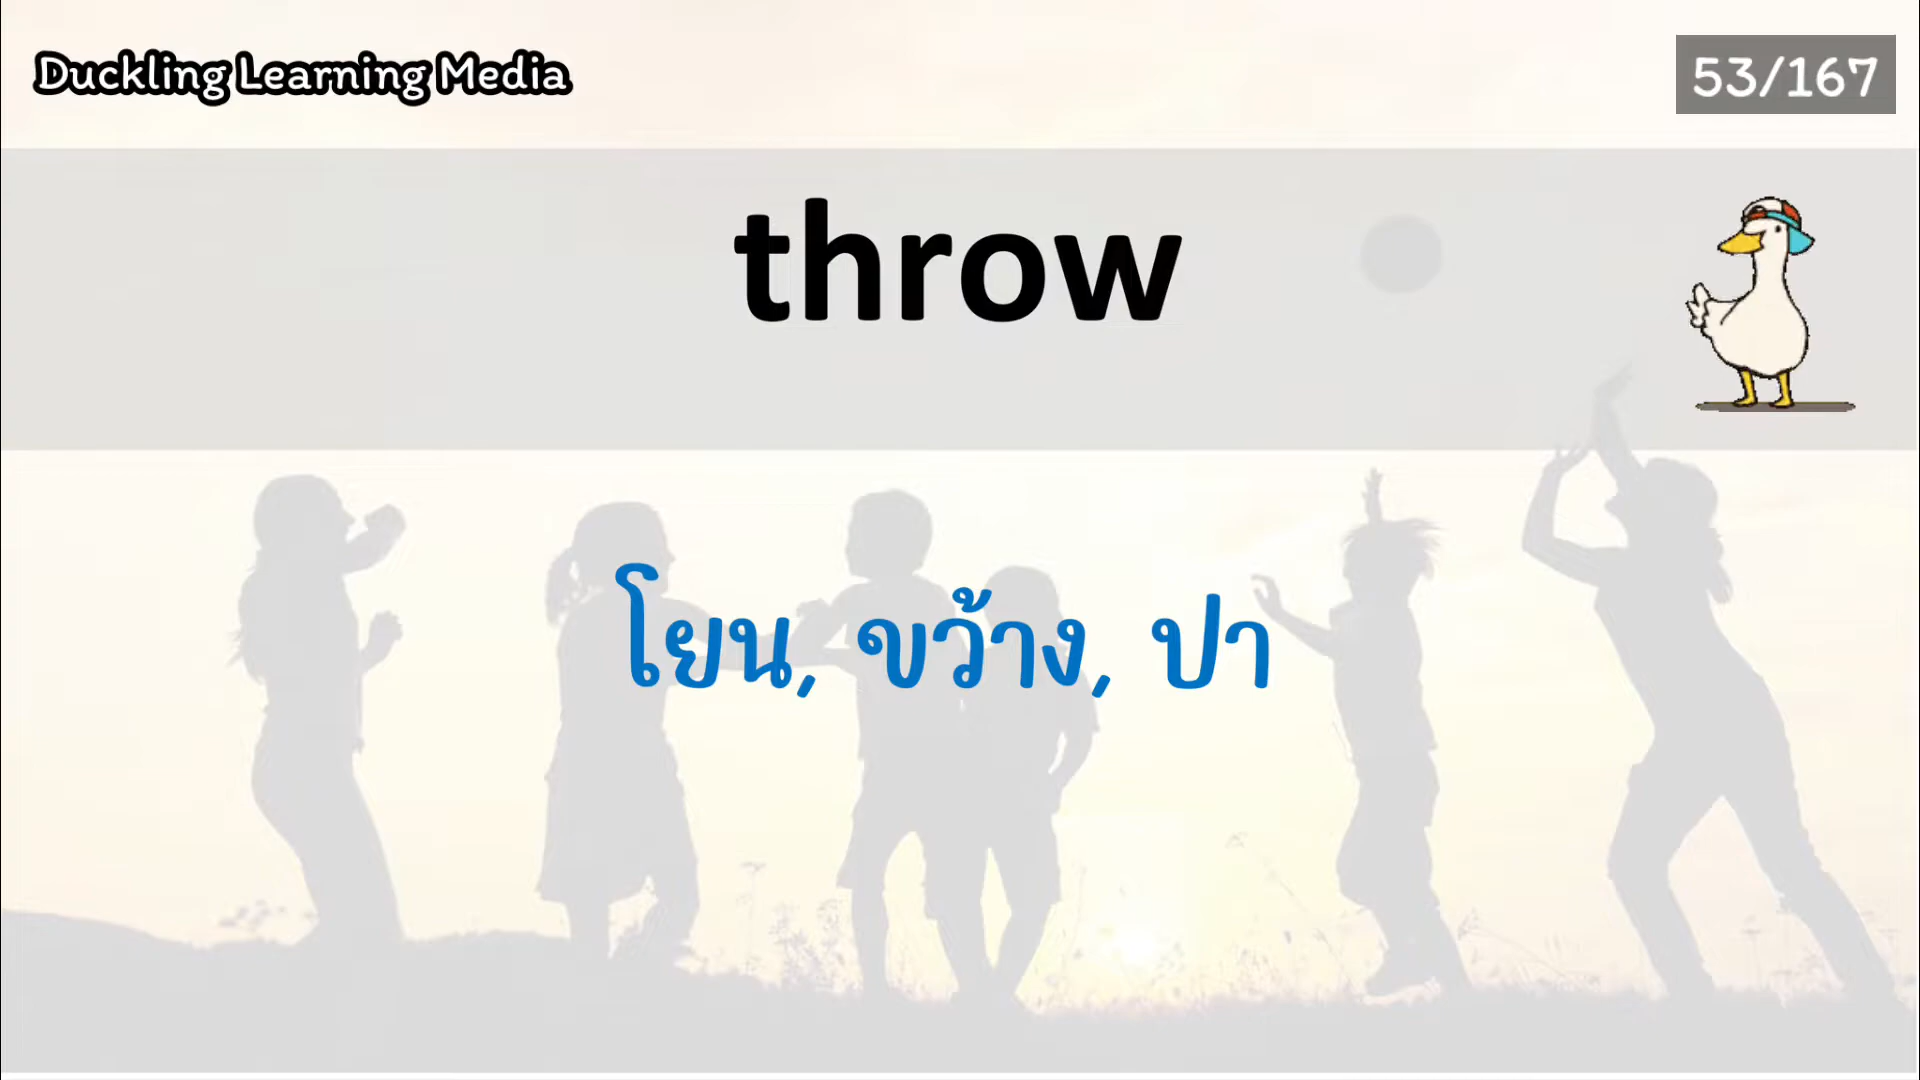 Duckling Learning Media
53/167
throw
โยน, ขว้าง, ปา